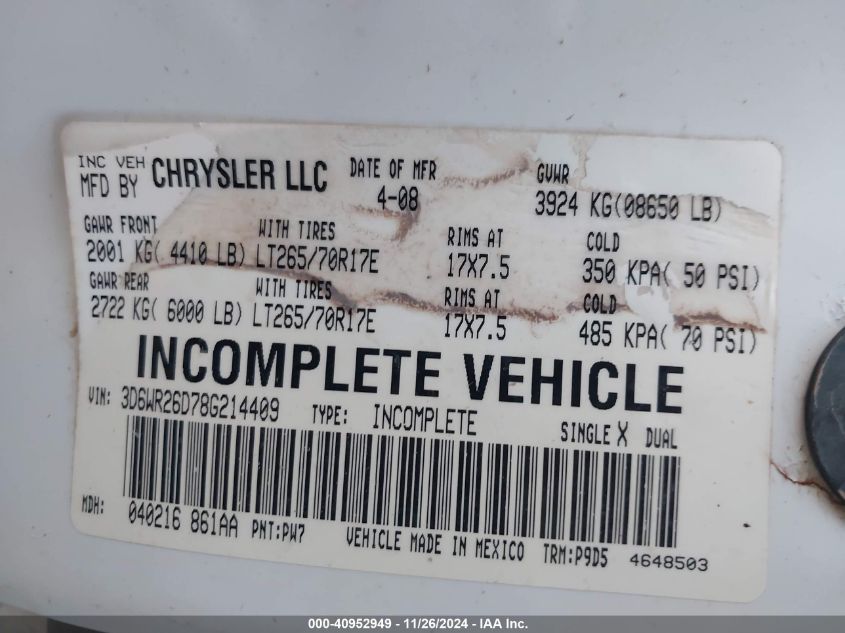 INC VEH MFD BY CHRYSLER LLC DATE OF MFR 4-08 GVWR 3924 KG(08650 LB)
GAWR FRONT WITH TIRES RIMS AT COLD
2001 KG( 4410 LB) LT265/70R17E 17X7.5 350 KPA( 50 PSI)
GAWR REAR WITH TIRES RIMS AT COLD
2722 KG( 6000 LB) LT265/70R17E 17X7.5 485 KPA( 70 PSI)
INCOMPLETE VEHICLE
VIN: 3D6WR26D78G214409 TYPE: INCOMPLETE SINGLE X DUAL
MDH: 040216 861AA PNT:PW7 VEHICLE MADE IN MEXICO TRM:P9D5 4648503
000-40952949 - 11/26/2024 - IAA Inc.